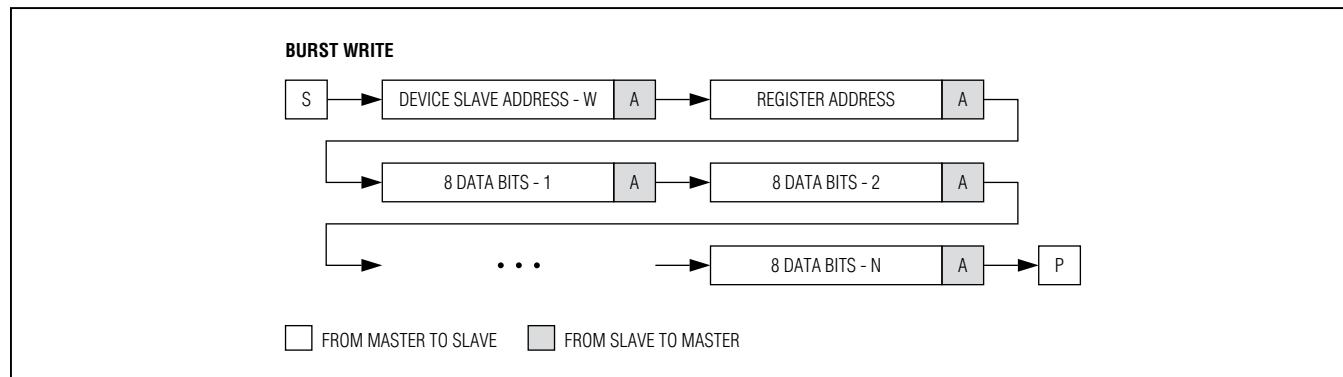 BURST WRITE
S DEVICE SLAVE ADDRESS - W A REGISTER ADDRESS A
8 DATA BITS - 1 A 8 DATA BITS - 2 A
• • • 8 DATA BITS - N A P
FROM MASTER TO SLAVE FROM SLAVE TO MASTER